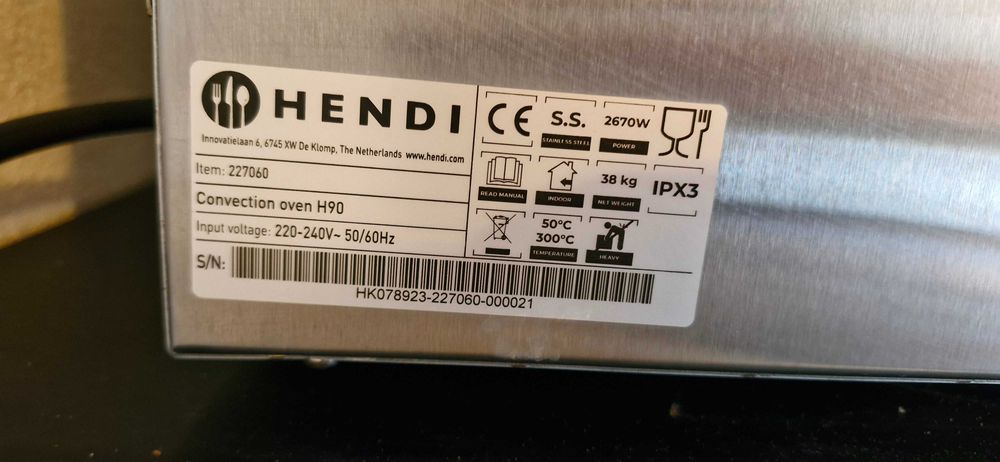 HENDI
Innovatielaan 6, 6745 XW De Klomp, The Netherlands www.hendi.com
Item: 227060
Convection oven H90
Input voltage: 220-240V~ 50/60Hz
S/N:
HK078923-227060-000021
CE
S.S.
STAINLESS STEEL
2670W
POWER
READ MANUAL
INDOOR
38 kg
NET WEIGHT
IPX3
50°C
300°C
TEMPERATURE
HEAVY